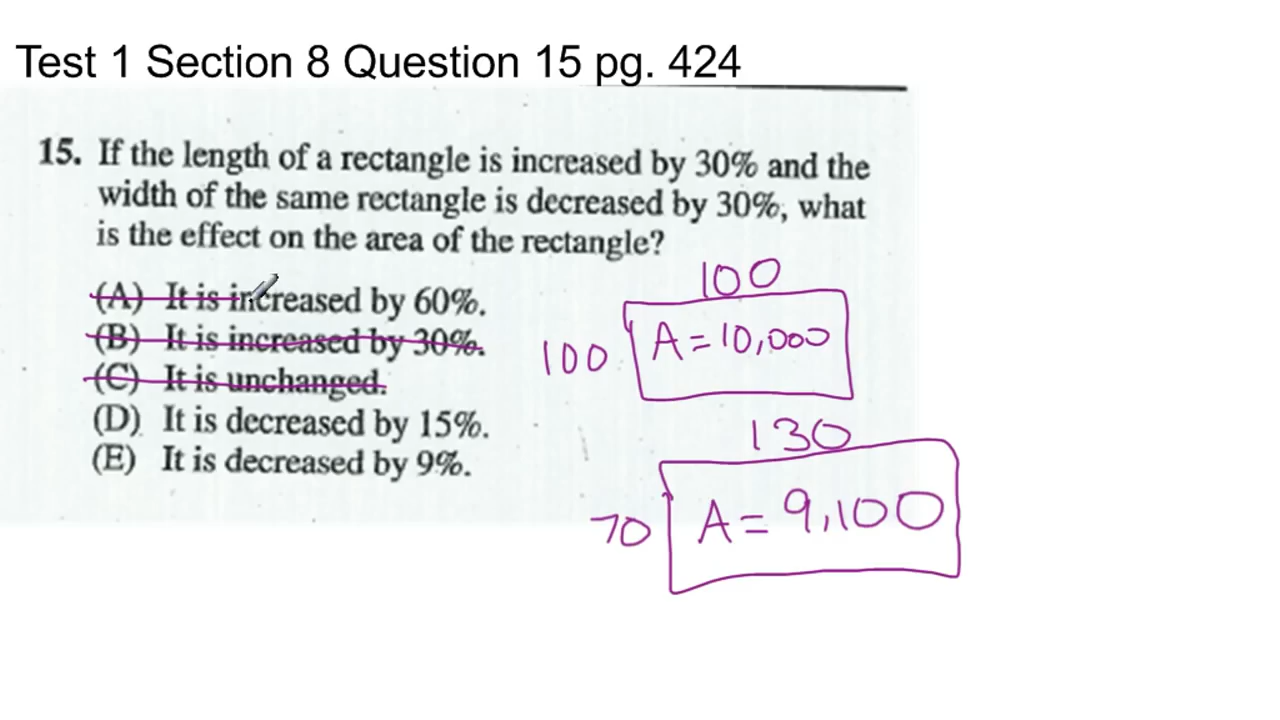 Test 1 Section 8 Question 15 pg. 424
15. If the length of a rectangle is increased by 30% and the
width of the same rectangle is decreased by 30%, what
is the effect on the area of the rectangle?
(A) It is increased by 60%.
(B) It is increased by 30%.
(C) It is unchanged.
(D) It is decreased by 15%.
(E) It is decreased by 9%.
100
100
A = 10,000
130
70
A = 9,100